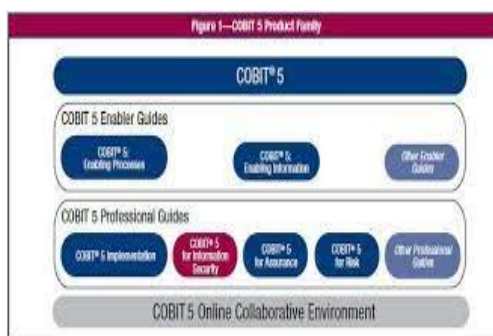 Figure 1—COBIT 5 Product Family
COBIT® 5
COBIT 5 Enabler Guides
COBIT® 5:
Enabling Processes
COBIT® 5:
Enabling Information
Other Enabler
Guides
COBIT 5 Professional Guides
COBIT® 5 Implementation
COBIT® 5
for Information
Security
COBIT® 5
for Assurance
COBIT® 5
for Risk
Other Professional
Guides
COBIT 5 Online Collaborative Environment